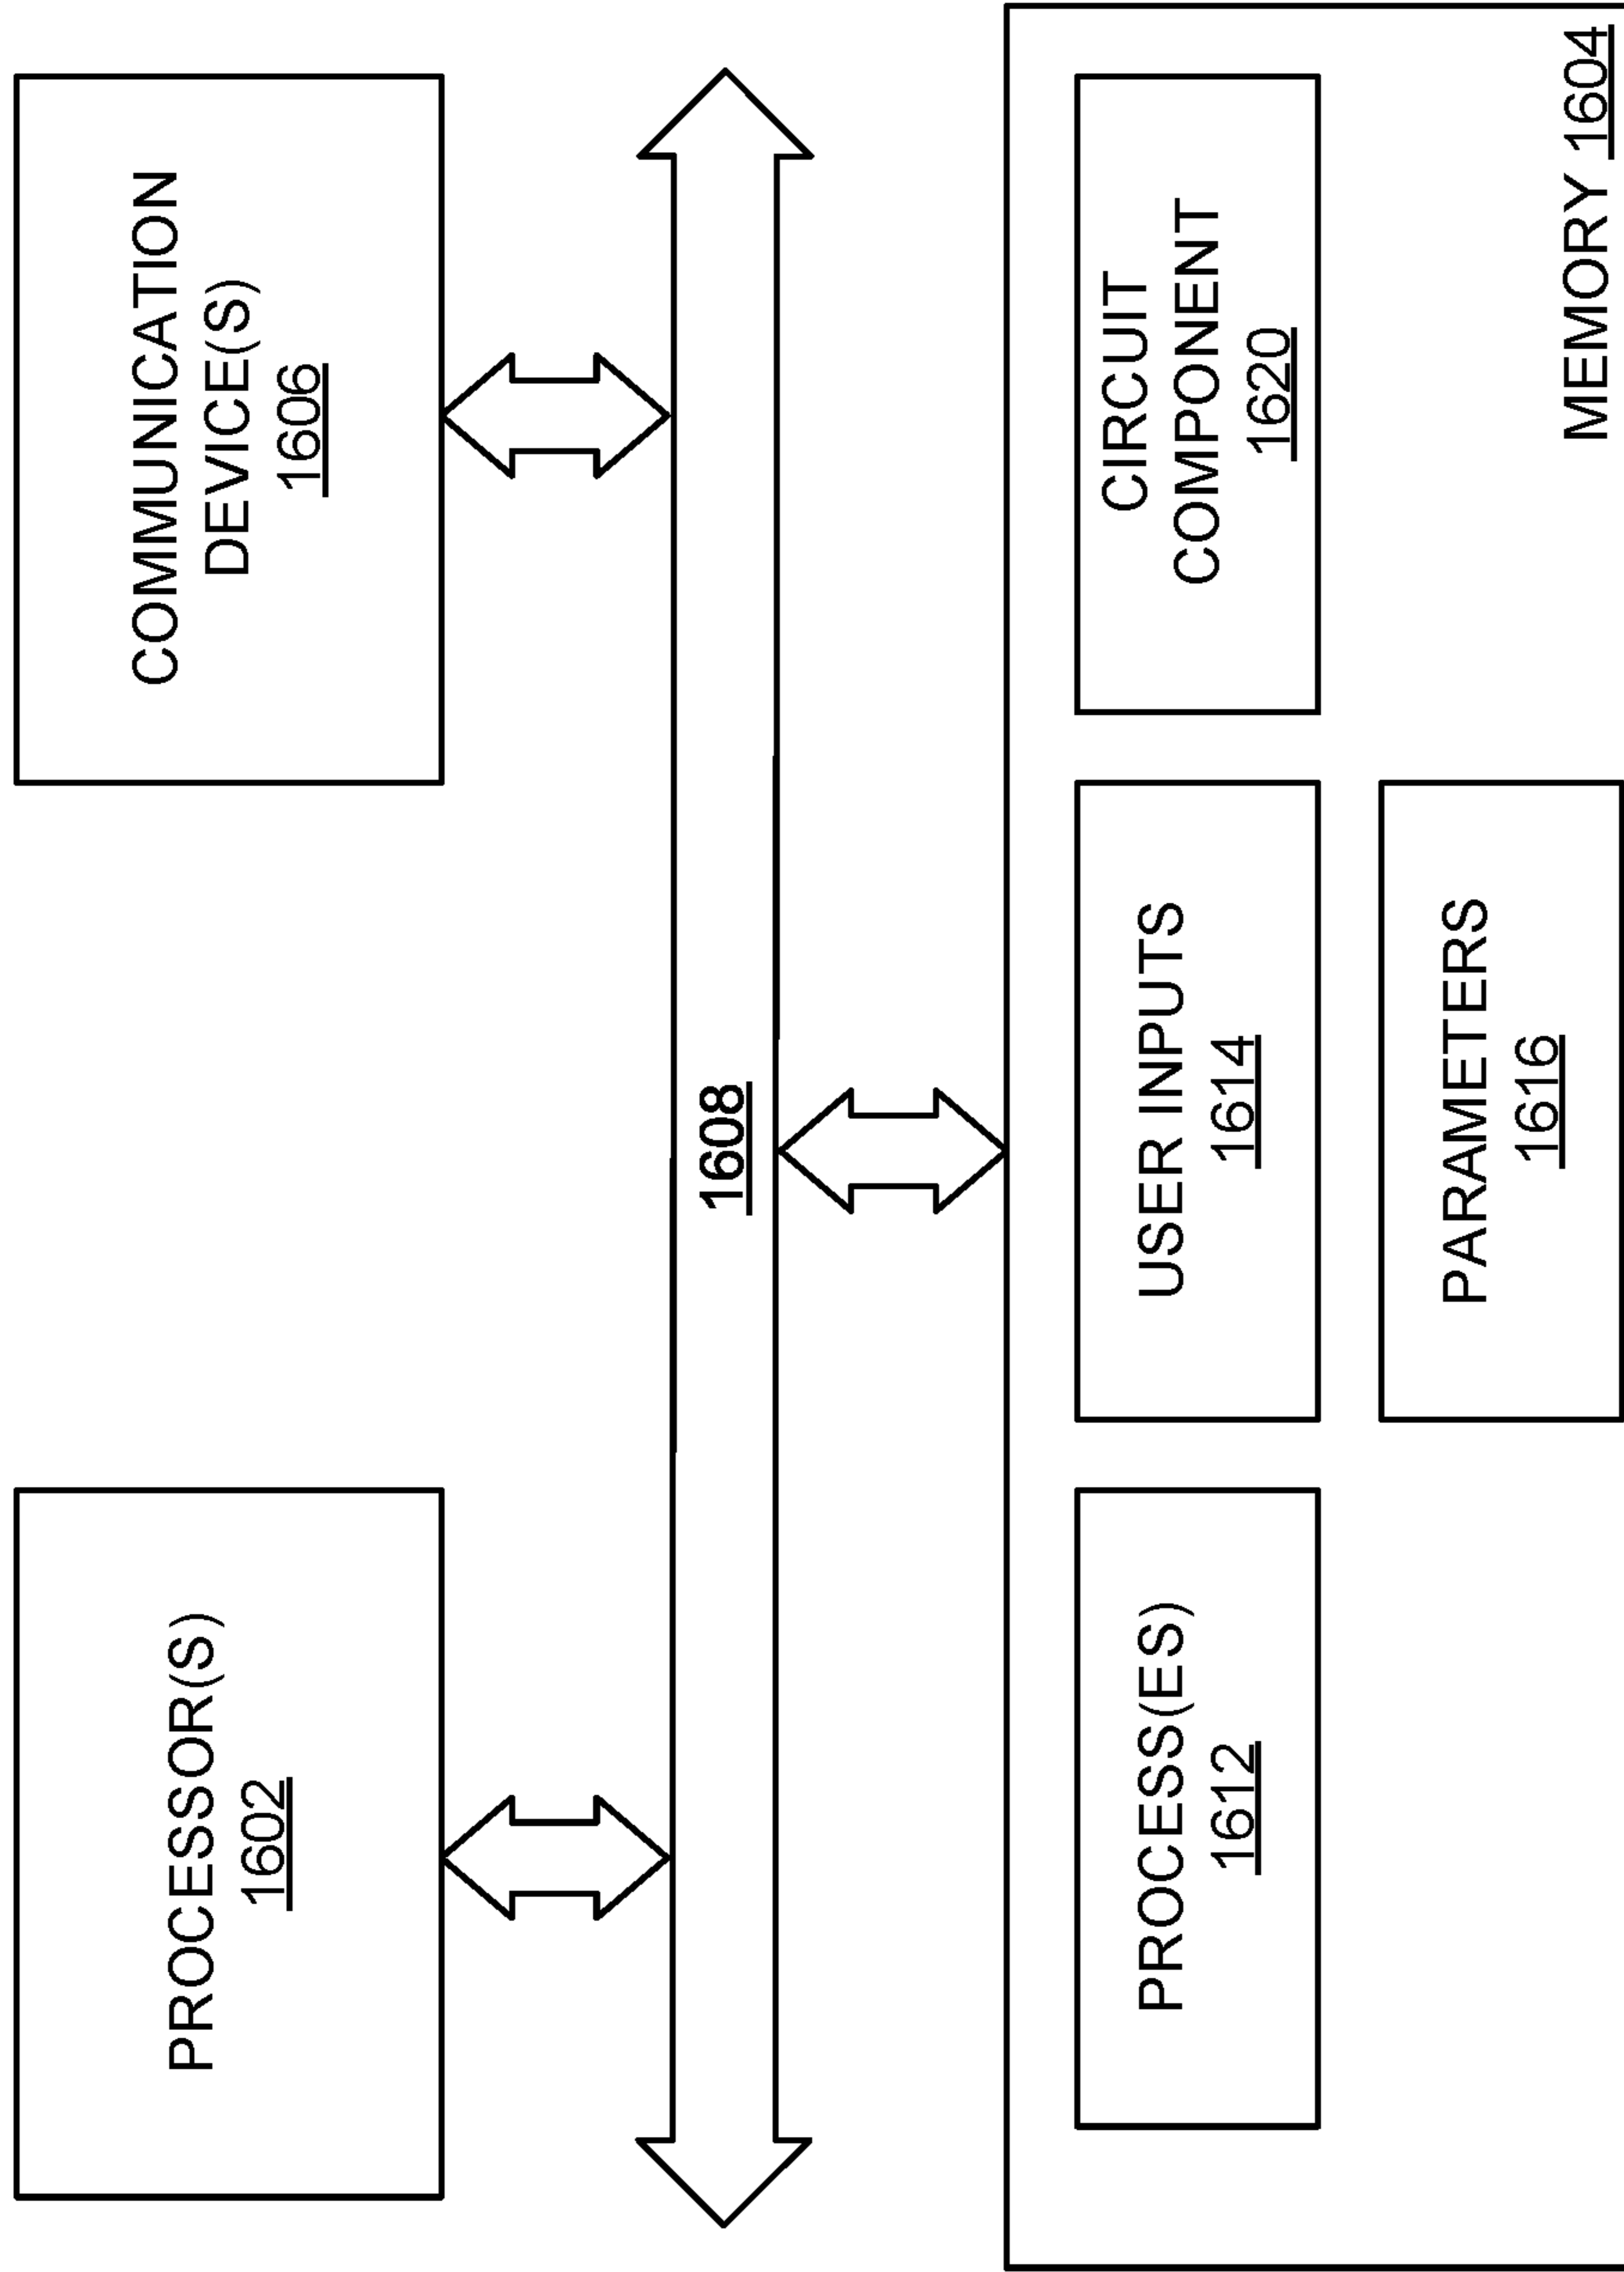 PROCESSOR(S)
1602
COMMUNICATION
DEVICE(S)
1606
1608
PROCESS(ES)
1612
USER INPUTS
1614
CIRCUIT
COMPONENT
1620
PARAMETERS
1616
MEMORY 1604